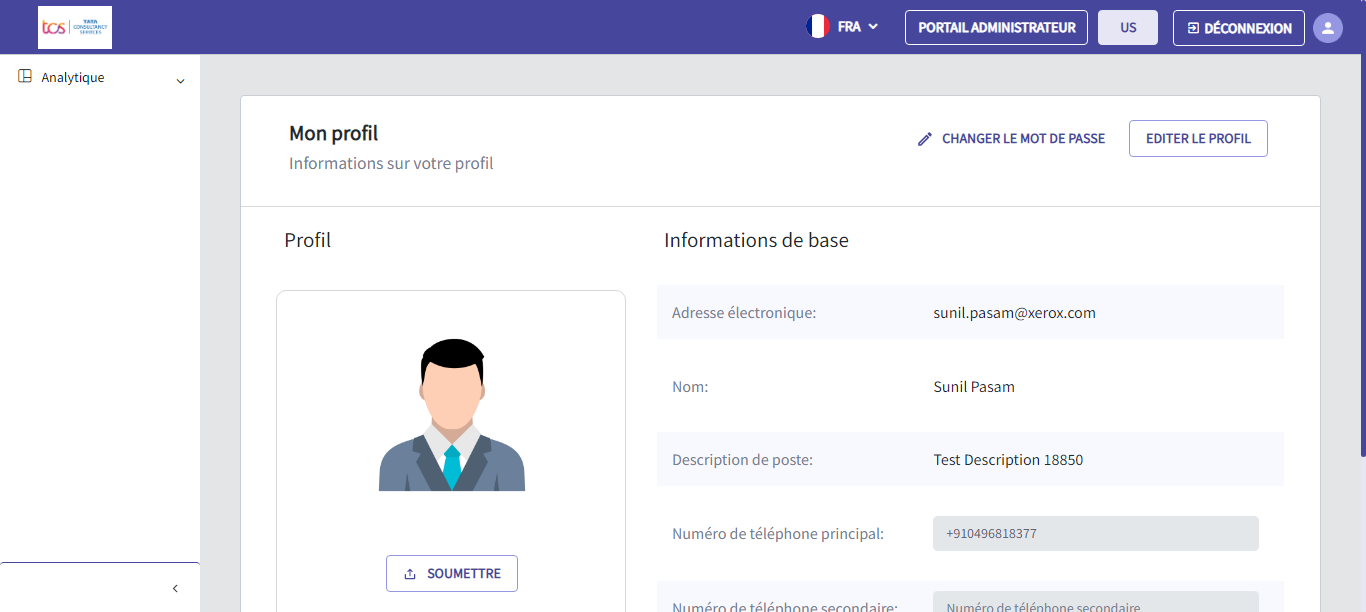 tcs TATA CONSULTANCY SERVICES
FRA
PORTAIL ADMINISTRATEUR
US
DÉCONNEXION
Analytique
Mon profil
Informations sur votre profil
CHANGER LE MOT DE PASSE
EDITER LE PROFIL
Profil
SOUMETTRE
Informations de base
Adresse électronique: sunil.pasam@xerox.com
Nom: Sunil Pasam
Description de poste: Test Description 18850
Numéro de téléphone principal: +910496818377
Numéro de téléphone secondaire: Numéro de téléphone secondaire